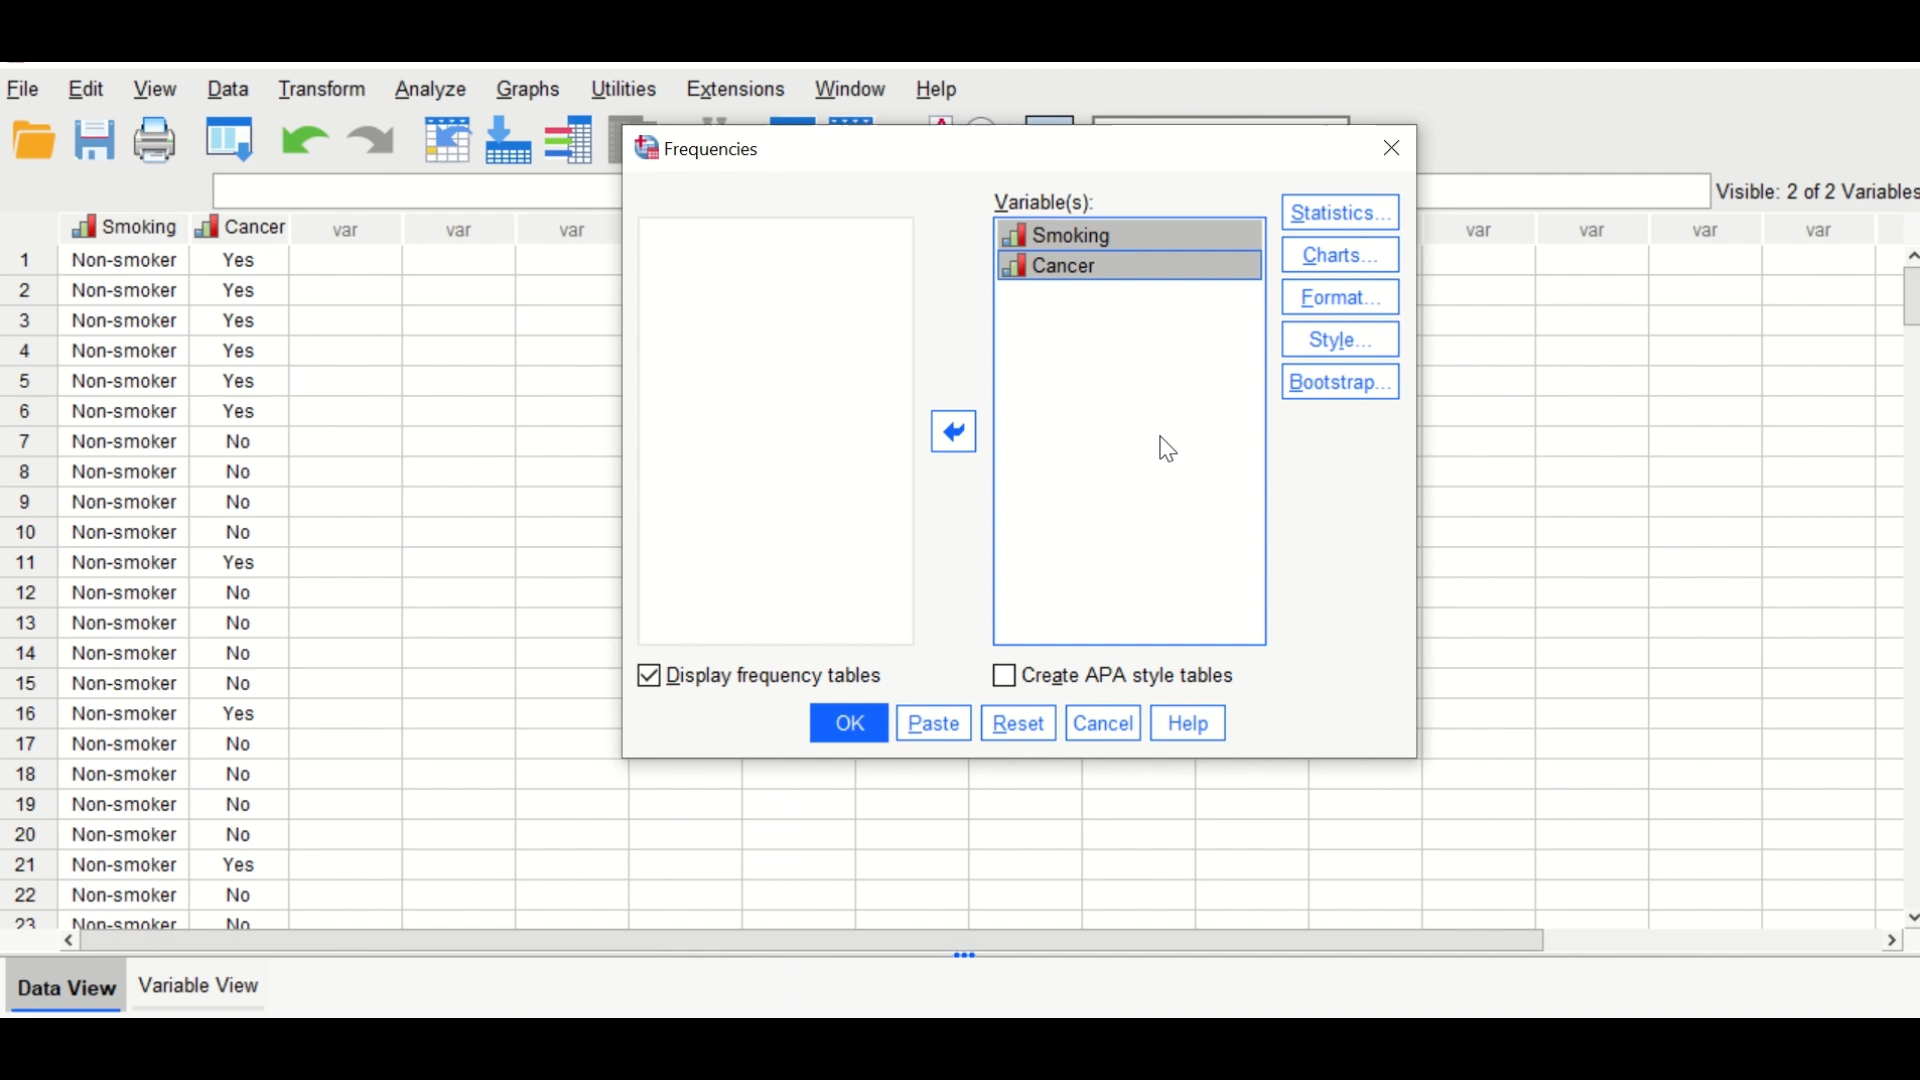 File Edit View Data Transform Analyze Graphs Utilities Extensions Window Help
Frequencies
Visible: 2 of 2 Variables
Variable(s):
Smoking
Cancer
Statistics...
Charts...
Format...
Style...
Bootstrap...
Display frequency tables
Create APA style tables
OK Paste Reset Cancel Help
Smoking Cancer var var var var var var var
1 Non-smoker Yes
2 Non-smoker Yes
3 Non-smoker Yes
4 Non-smoker Yes
5 Non-smoker Yes
6 Non-smoker Yes
7 Non-smoker No
8 Non-smoker No
9 Non-smoker No
10 Non-smoker No
11 Non-smoker Yes
12 Non-smoker No
13 Non-smoker No
14 Non-smoker No
15 Non-smoker No
16 Non-smoker Yes
17 Non-smoker No
18 Non-smoker No
19 Non-smoker No
20 Non-smoker No
21 Non-smoker Yes
22 Non-smoker No
23 Non-smoker No
Data View Variable View